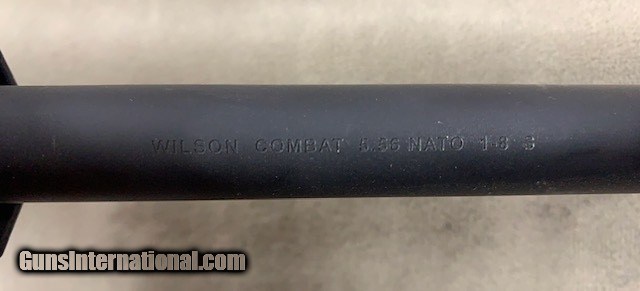 WILSON COMBAT 5.56 NATO 1-8 S
GunsInternational.com